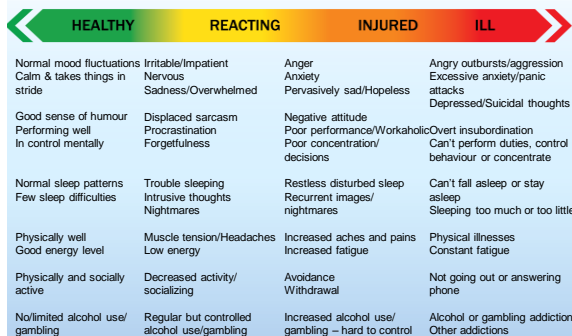 HEALTHY REACTING INJURED ILL
Normal mood fluctuations Irritable/Impatient Anger Angry outbursts/aggression
Calm & takes things in Nervous Anxiety Excessive anxiety/panic
stride Sadness/Overwhelmed Pervasively sad/Hopeless attacks
Depressed/Suicidal thoughts
Good sense of humour Displaced sarcasm Negative attitude
Performing well Procrastination Poor performance/Workaholic Overt insubordination
In control mentally Forgetfulness Poor concentration/ Can't perform duties, control
decisions behaviour or concentrate
Normal sleep patterns Trouble sleeping Restless disturbed sleep Can't fall asleep or stay
Few sleep difficulties Intrusive thoughts Recurrent images/ asleep
Nightmares nightmares Sleeping too much or too little
Physically well Muscle tension/Headaches Increased aches and pains Physical illnesses
Good energy level Low energy Increased fatigue Constant fatigue
Physically and socially Decreased activity/ Avoidance Not going out or answering
active socializing Withdrawal phone
No/limited alcohol use/ Regular but controlled Increased alcohol use/ Alcohol or gambling addiction
gambling alcohol use/gambling gambling – hard to control Other addictions